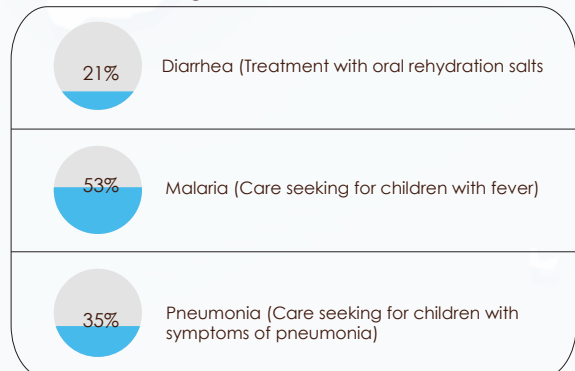 21%
Diarrhea (Treatment with oral rehydration salts
53%
Malaria (Care seeking for children with fever)
35%
Pneumonia (Care seeking for children with
symptoms of pneumonia)